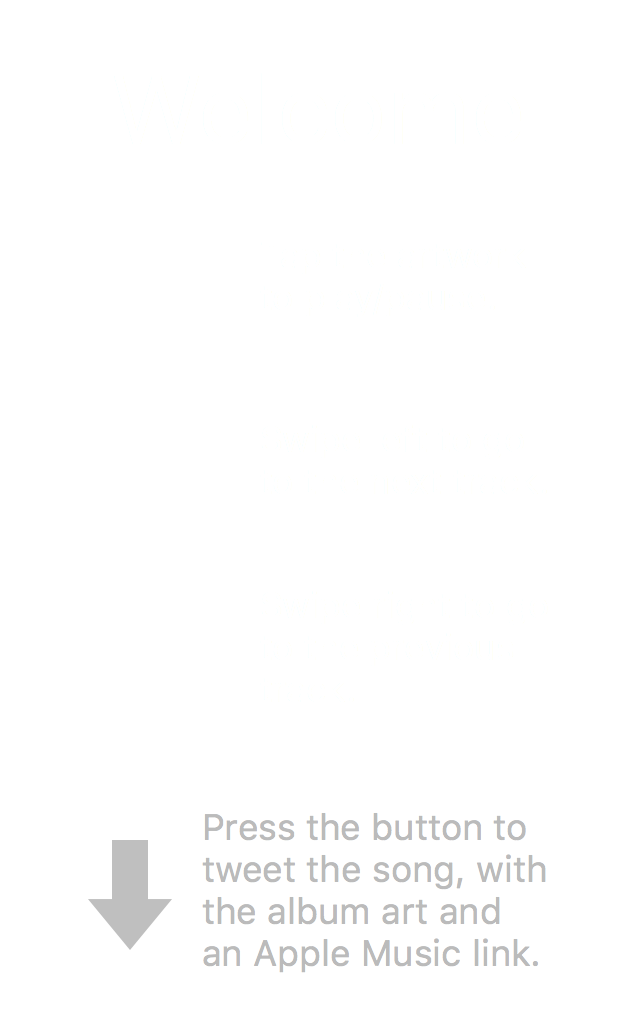 Press the button to
tweet the song, with
the album art and
an Apple Music link.